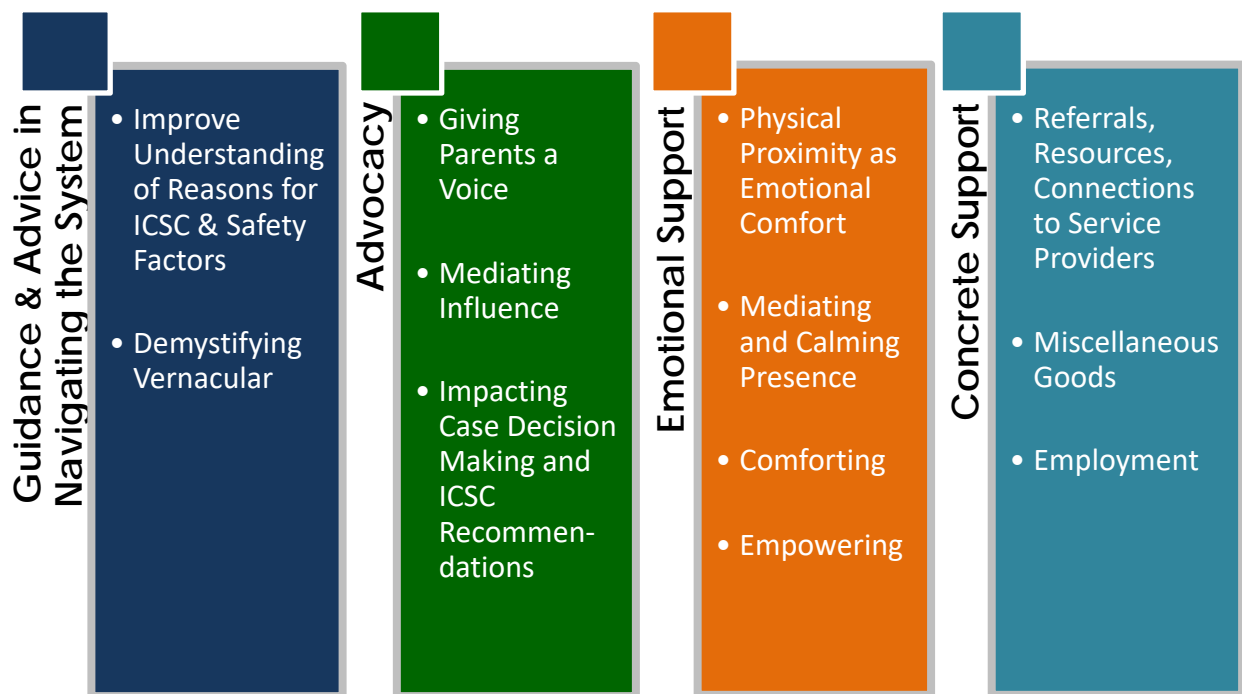 Guidance & Advice in
Navigating the System
• Improve
Understanding
of Reasons for
ICSC & Safety
Factors
• Demystifying
Vernacular
Advocacy
• Giving
Parents a
Voice
• Mediating
Influence
• Impacting
Case Decision
Making and
ICSC
Recommen-
dations
Emotional Support
• Physical
Proximity as
Emotional
Comfort
• Mediating
and Calming
Presence
• Comforting
• Empowering
Concrete Support
• Referrals,
Resources,
Connections
to Service
Providers
• Miscellaneous
Goods
• Employment